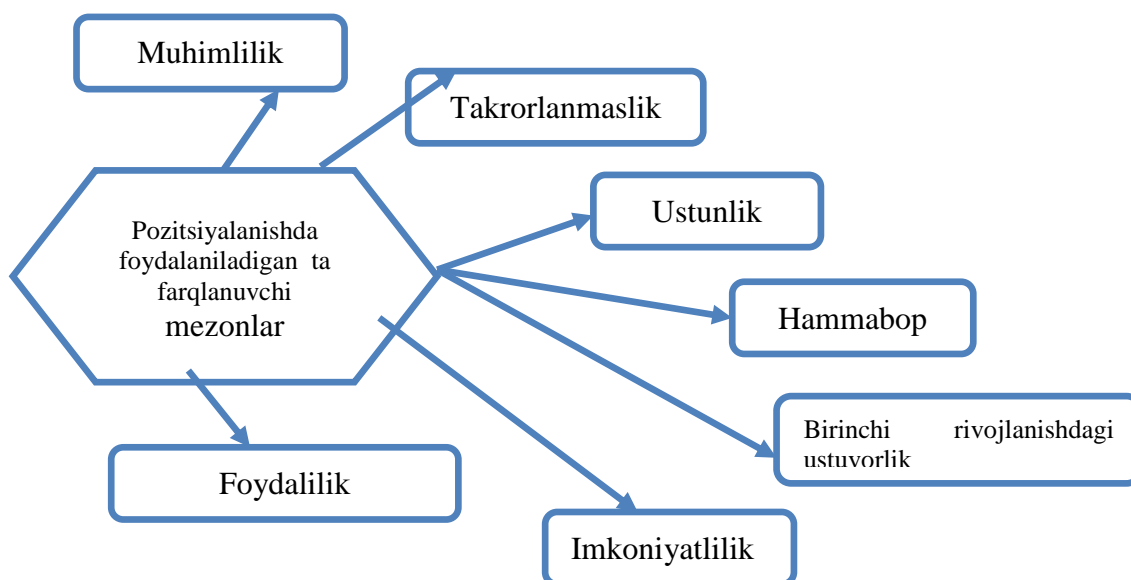 Muhimlilik
Takrorlanmaslik
Ustunlik
Pozitsiyalanishda
foydalaniladigan ta
farqlanuvchi
mezonlar
Hammabop
Birinchi rivojlanishdagi
ustuvorlik
Foydalilik
Imkoniyatlilik